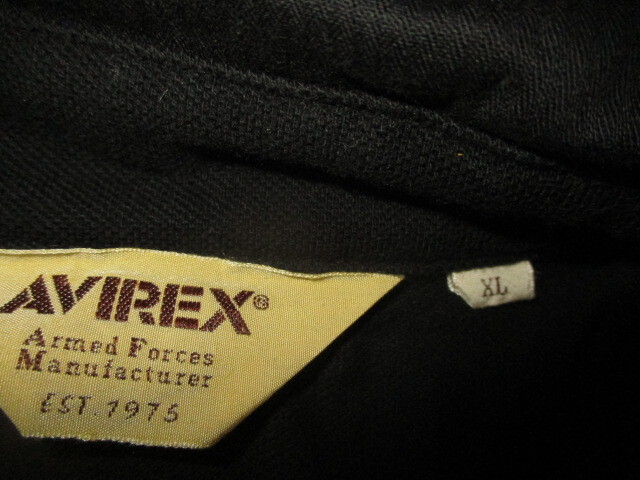 AVIREX®
Armed Forces
Manufacturer
EST.1975
XL